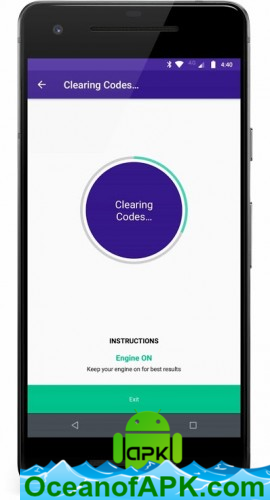 4G
4:40
Clearing Codes...
Clearing
Codes...
INSTRUCTIONS
Engine ON
Keep your engine on for best results
Exit
APK
OceanofAPK.com